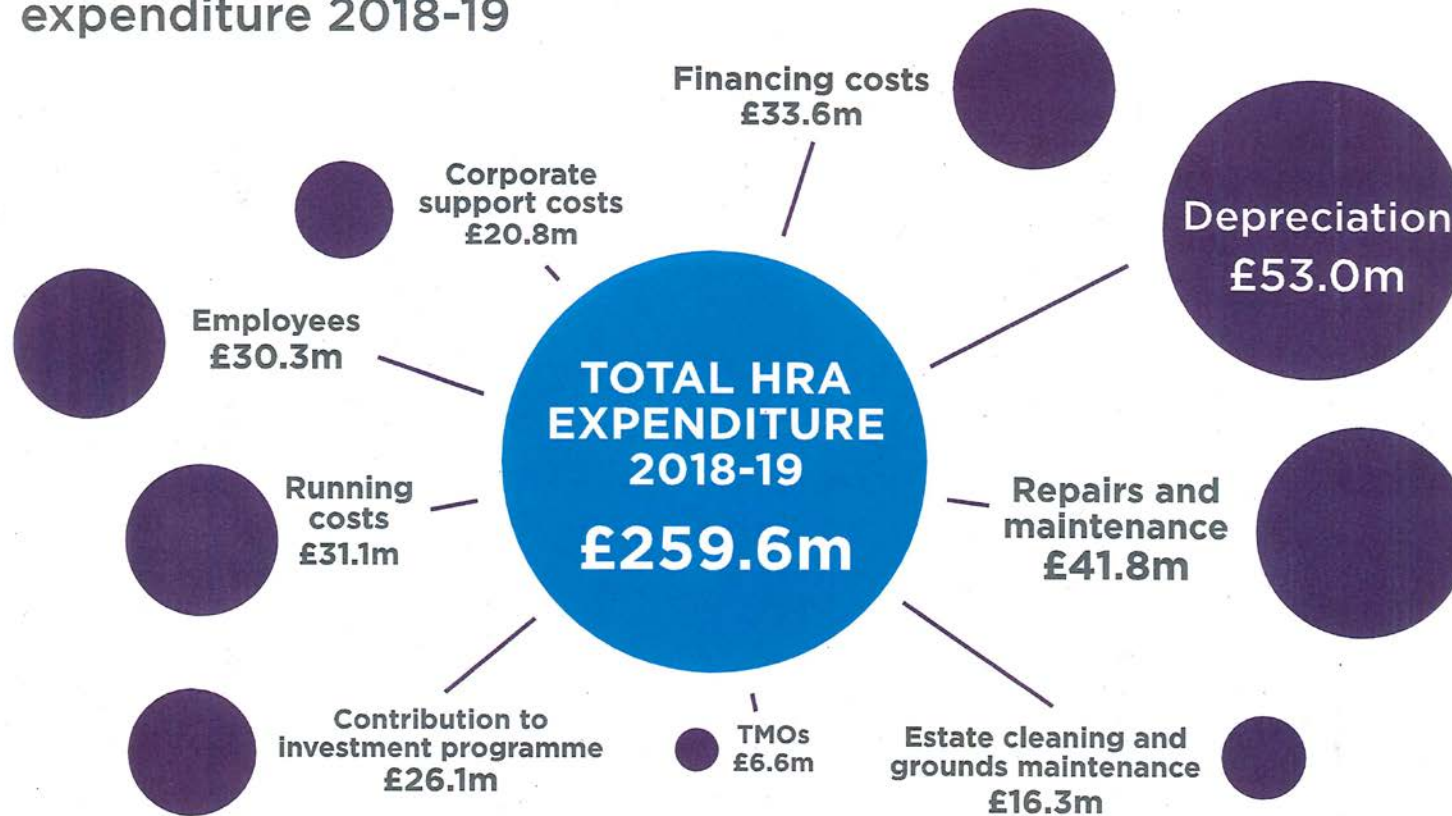 expenditure 2018-19
Financing costs
£33.6m
Corporate
support costs
£20.8m
Depreciation
£53.0m
Employees
£30.3m
TOTAL HRA
EXPENDITURE
2018-19
£259.6m
Running
costs
£31.1m
Repairs and
maintenance
£41.8m
Contribution to
investment programme
£26.1m
TMOs
£6.6m
Estate cleaning and
grounds maintenance
£16.3m